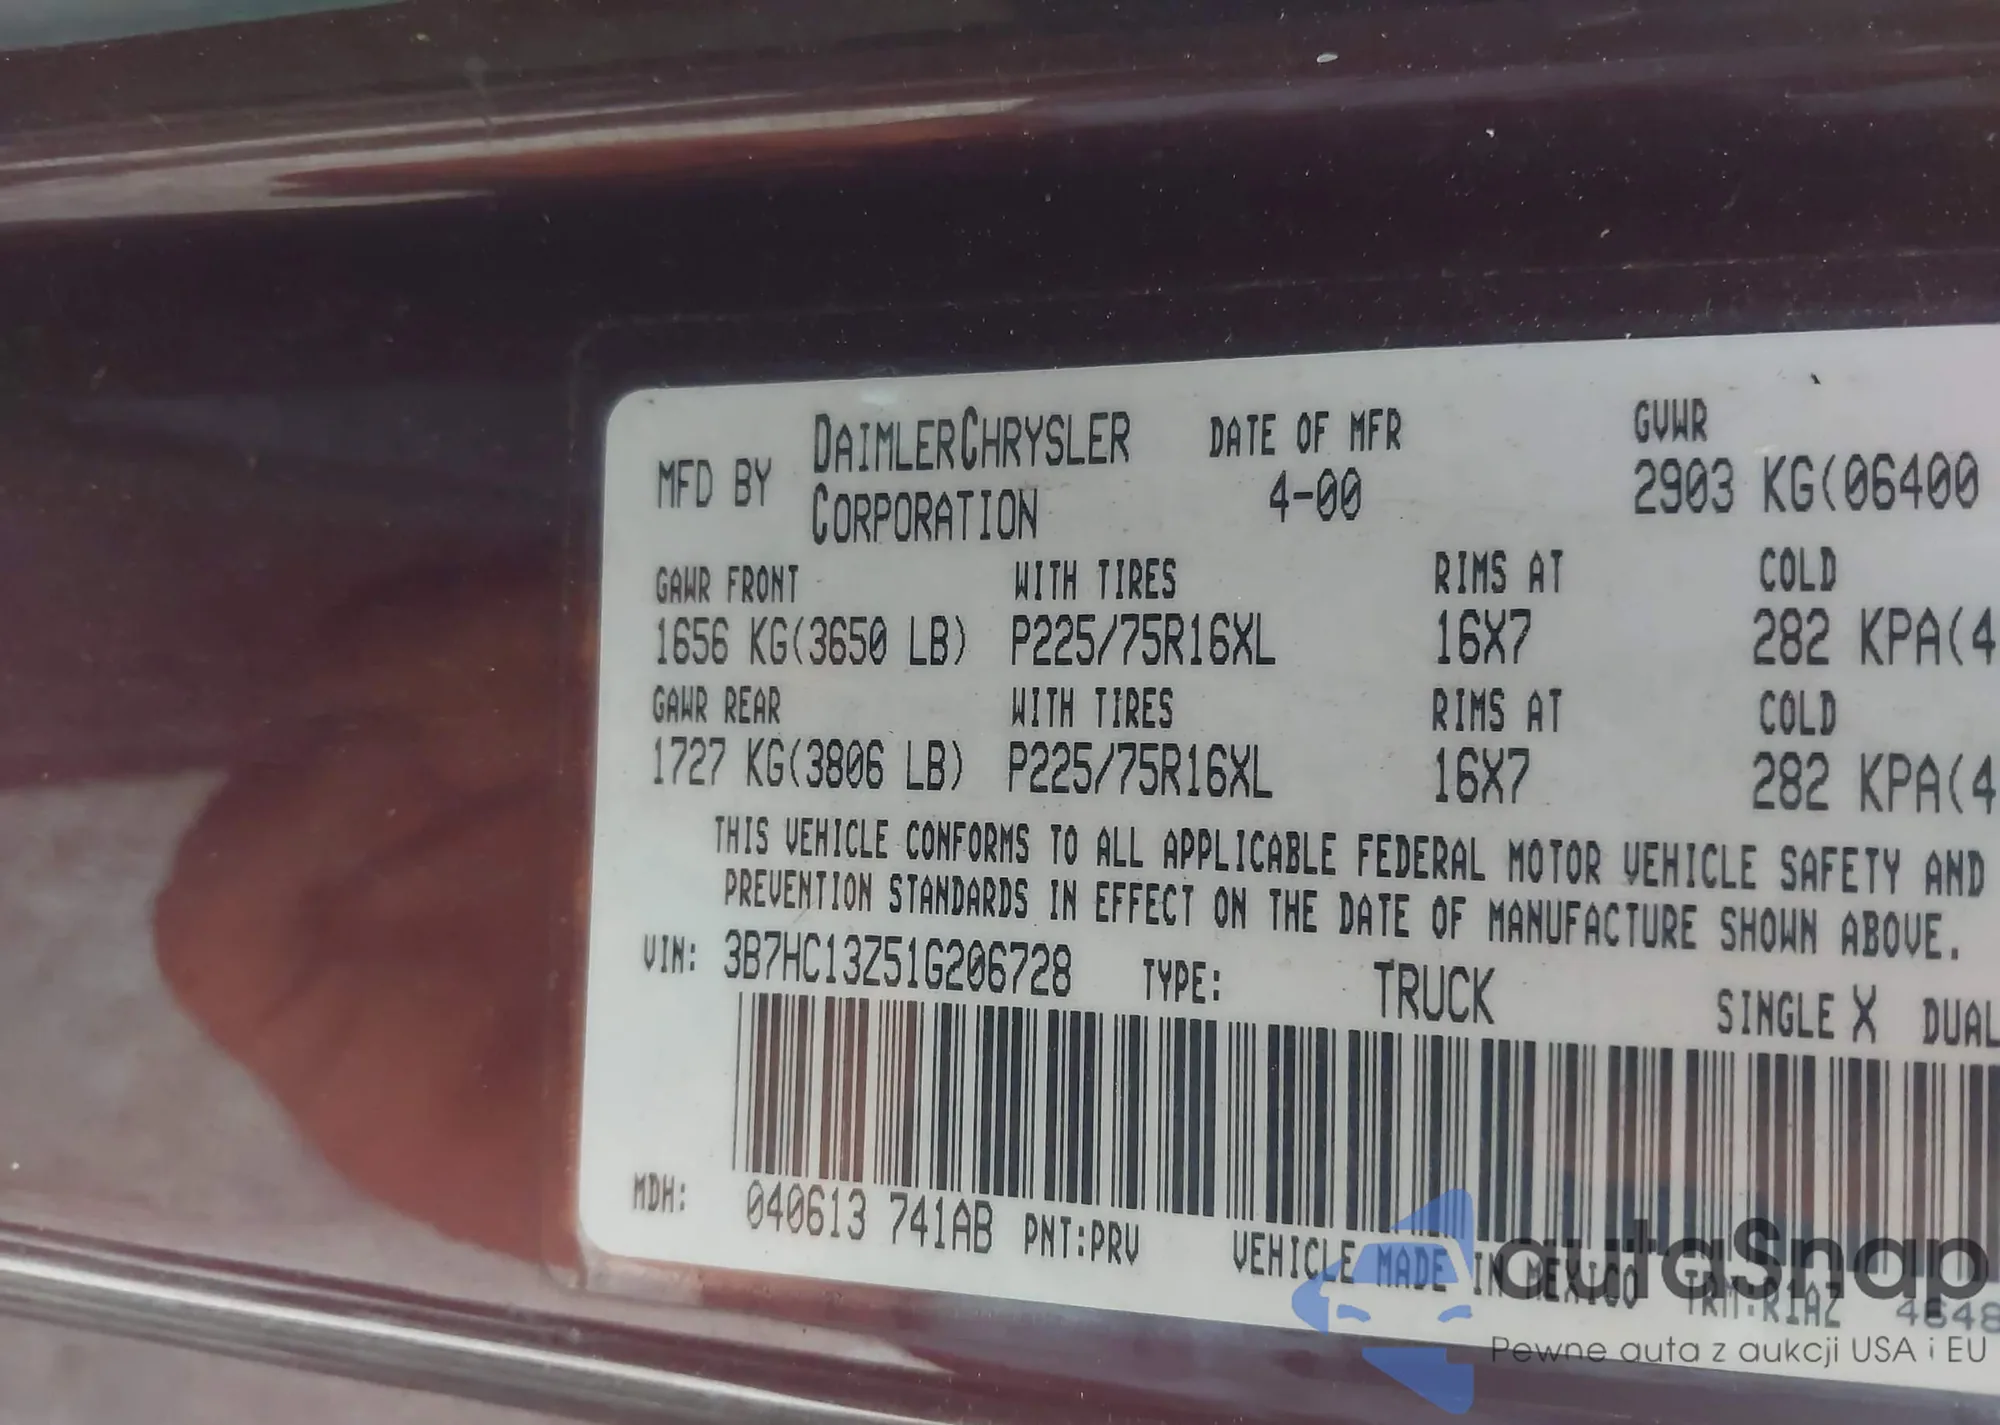 MFD BY DAIMLERCHRYSLER CORPORATION DATE OF MFR 4-00 GVWR 2903 KG(06400
GAWR FRONT WITH TIRES RIMS AT COLD
1656 KG(3650 LB) P225/75R16XL 16X7 282 KPA(4
GAWR REAR WITH TIRES RIMS AT COLD
1727 KG(3806 LB) P225/75R16XL 16X7 282 KPA(4
THIS VEHICLE CONFORMS TO ALL APPLICABLE FEDERAL MOTOR VEHICLE SAFETY AND
PREVENTION STANDARDS IN EFFECT ON THE DATE OF MANUFACTURE SHOWN ABOVE.
VIN: 3B7HC13Z51G206728 TYPE: TRUCK SINGLE X DUAL
MDH: 040613 741AB PNT:PRV VEHICLE MADE IN MEXICO TRM:R1AZ 4648
autaSnap
Pewne auta z aukcji USA i EU